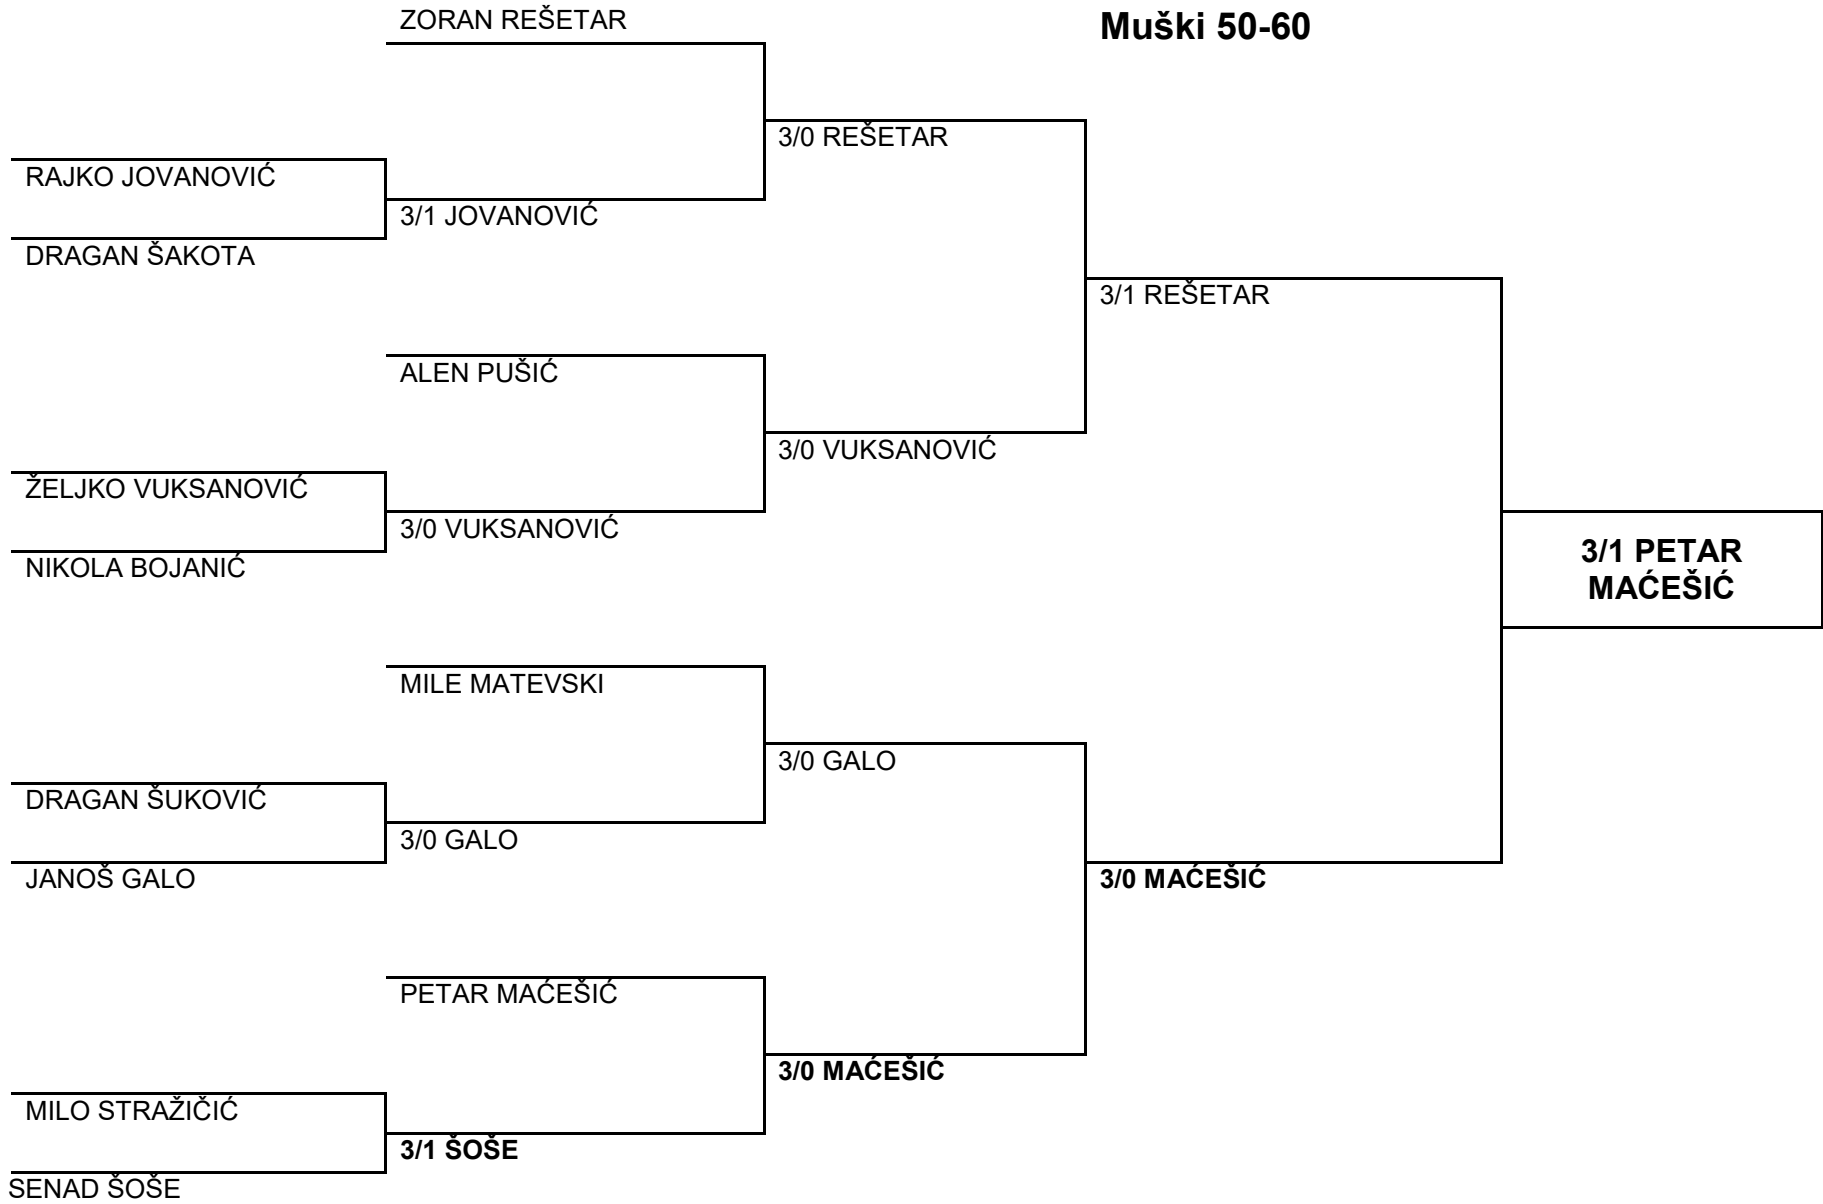 ZORAN REŠETAR
Muški 50-60
3/0 REŠETAR
RAJKO JOVANOVIĆ
3/1 JOVANOVIĆ
DRAGAN ŠAKOTA
3/1 REŠETAR
ALEN PUŠIĆ
3/0 VUKSANOVIĆ
ŽELJKO VUKSANOVIĆ
3/0 VUKSANOVIĆ
NIKOLA BOJANIĆ
3/1 PETAR
MAĆEŠIĆ
MILE MATEVSKI
3/0 GALO
DRAGAN ŠUKOVIĆ
3/0 GALO
JANOŠ GALO
3/0 MAĆEŠIĆ
PETAR MAĆEŠIĆ
3/0 MAĆEŠIĆ
MILO STRAŽIČIĆ
3/1 ŠOŠE
SENAD ŠOŠE